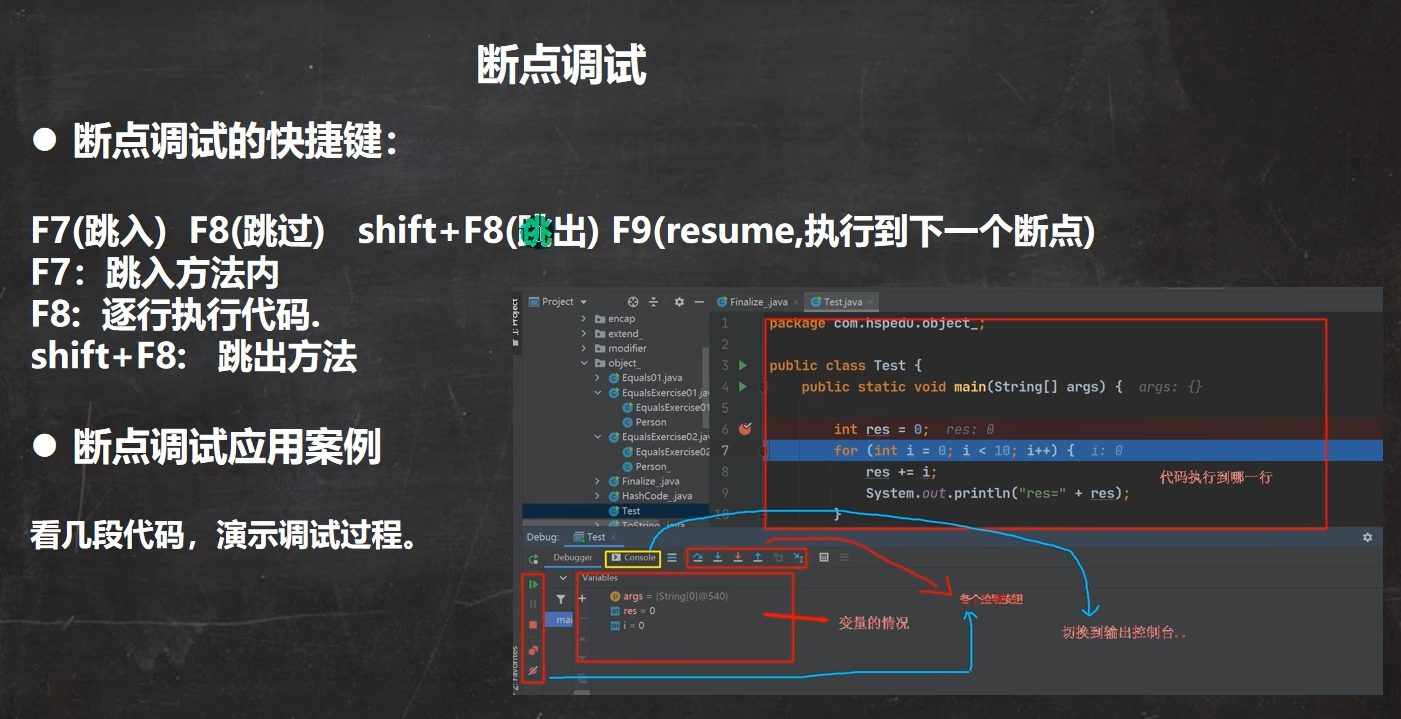 断点调试
● 断点调试的快捷键：
F7(跳入) F8(跳过) shift+F8(跳出) F9(resume,执行到下一个断点)
F7：跳入方法内
F8: 逐行执行代码.
shift+F8: 跳出方法
● 断点调试应用案例
看几段代码，演示调试过程。
Project
Finalize_.java
Test.java
encap
extend_
modifier
object_
Equals01.java
EqualsExercise01.ja
EqualsExercise01
Person
EqualsExercise02.jav
EqualsExercise02
Person_
Finalize_.java
HashCode_.java
Test
ToString_.java
1 package com.hspedu.object_;
2
3 public class Test {
4 public static void main(String[] args) { args: {}
5
6 int res = 0; res: 0
7 for (int i = 0; i < 10; i++) { i: 0
8 res += i;
9 System.out.println("res=" + res);
10 }
代码执行到哪一行
Debug: Test
Debugger Console
Variables
args = {String[0]@540}
res = 0
i = 0
mai
变量的情况
各个控制按钮
切换到输出控制台..
Favorites